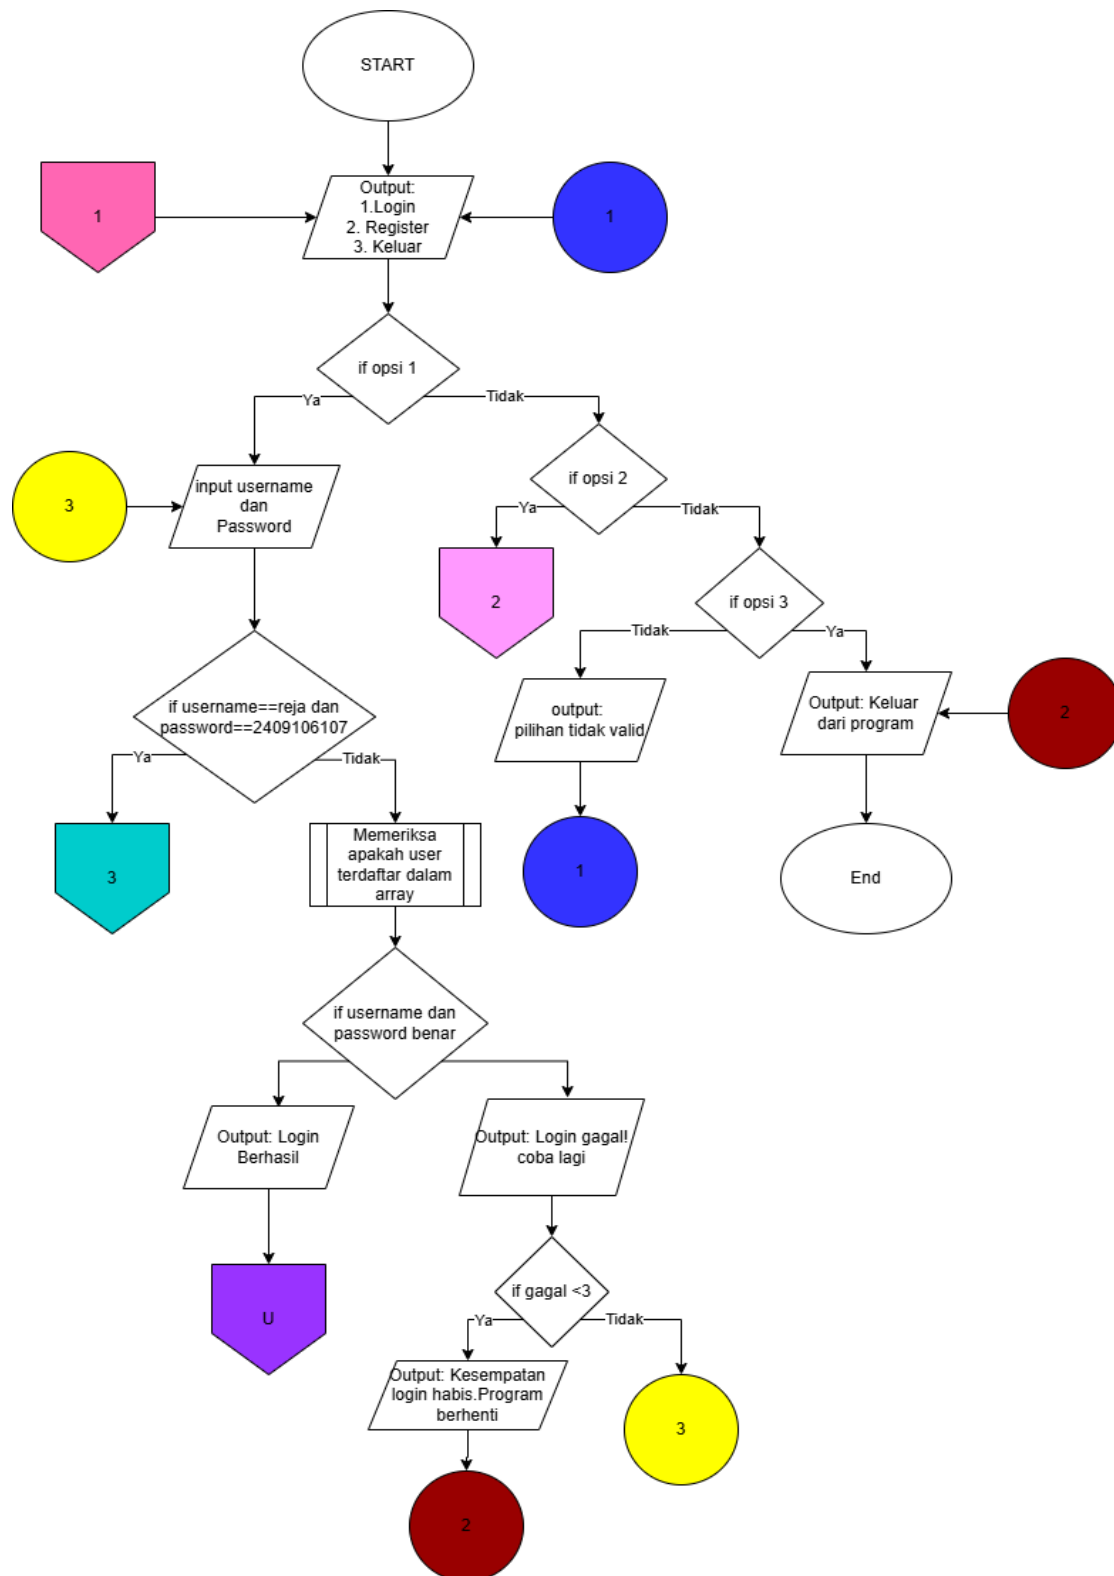 START
1
Output:
1.Login
2. Register
3. Keluar
1
if opsi 1
Ya
Tidak
3
input username
dan
Password
if opsi 2
Ya
Tidak
2
if opsi 3
Tidak
Ya
if username==reja dan
password==2409106107
Ya
Tidak
output:
pilihan tidak valid
Output: Keluar
dari program
2
3
Memeriksa
apakah user
terdaftar dalam
array
1
End
if username dan
password benar
Output: Login
Berhasil
Output: Login gagal!
coba lagi
U
if gagal <3
Ya
Tidak
Output: Kesempatan
login habis.Program
berhenti
3
2